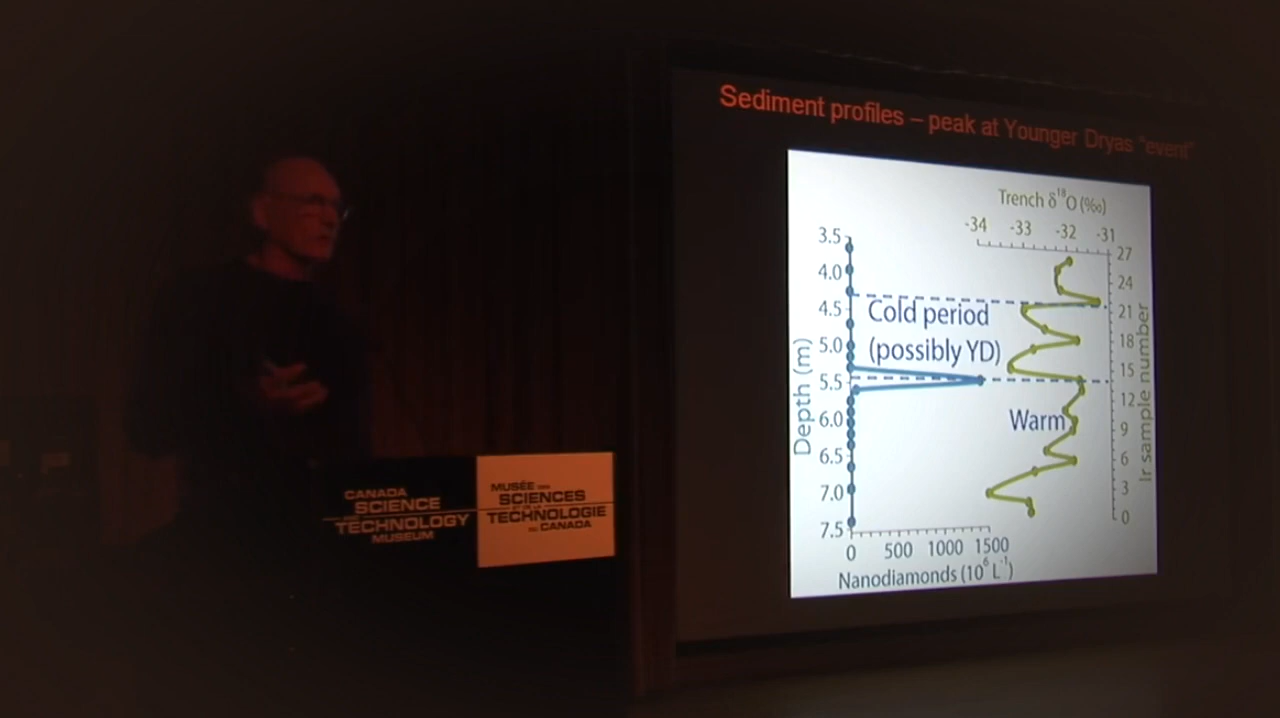 Sediment profiles – peak at Younger Dryas "event"
Trench δ¹⁸O (‰)
-34 -33 -32 -31
3.5
4.0
4.5
5.0
5.5
6.0
6.5
7.0
7.5
Depth (m)
Cold period
(possibly YD)
Warm
27
24
21
18
15
12
9
6
3
0
Ir sample number
0 500 1000 1500
Nanodiamonds (10⁶ L⁻¹)
CANADA
SCIENCE
TECHNOLOGY
MUSEUM
MUSÉE DES
SCIENCES
TECHNOLOGIE
DU CANADA